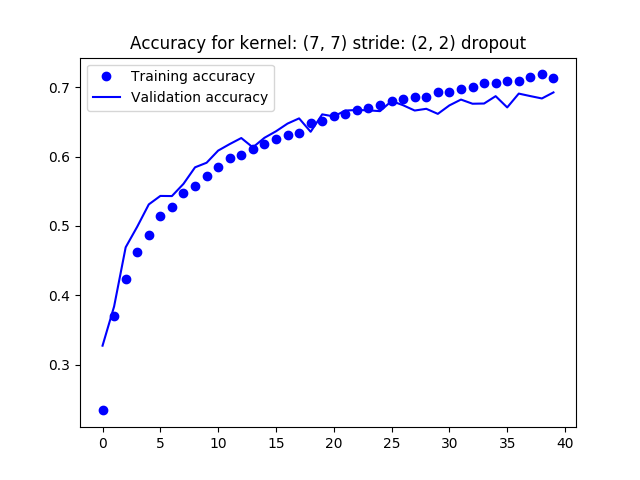 Accuracy for kernel: (7, 7) stride: (2, 2) dropout
Training accuracy
Validation accuracy
0.7
0.6
0.5
0.4
0.3
0 5 10 15 20 25 30 35 40